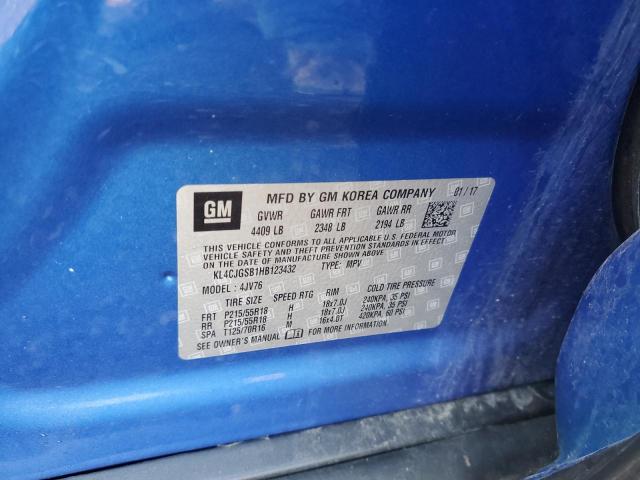 GM
MFD BY GM KOREA COMPANY 01/17
GVWR GAWR FRT GAWR RR
4409 LB 2348 LB 2194 LB
THIS VEHICLE CONFORMS TO ALL APPLICABLE U.S. FEDERAL MOTOR
VEHICLE SAFETY AND THEFT PREVENTION STANDARDS IN EFFECT
ON THE DATE OF MANUFACTURE SHOWN ABOVE.
KL4CJGSB1HB123432 TYPE: MPV
MODEL: 4JV76
TIRE SIZE SPEED RTG RIM COLD TIRE PRESSURE
FRT P215/55R18 H 18x7.0J 240KPA, 35 PSI
RR P215/55R18 H 18x7.0J 240KPA, 35 PSI
SPA T125/70R16 M 16x4.0T 420KPA, 60 PSI
SEE OWNER'S MANUAL FOR MORE INFORMATION.